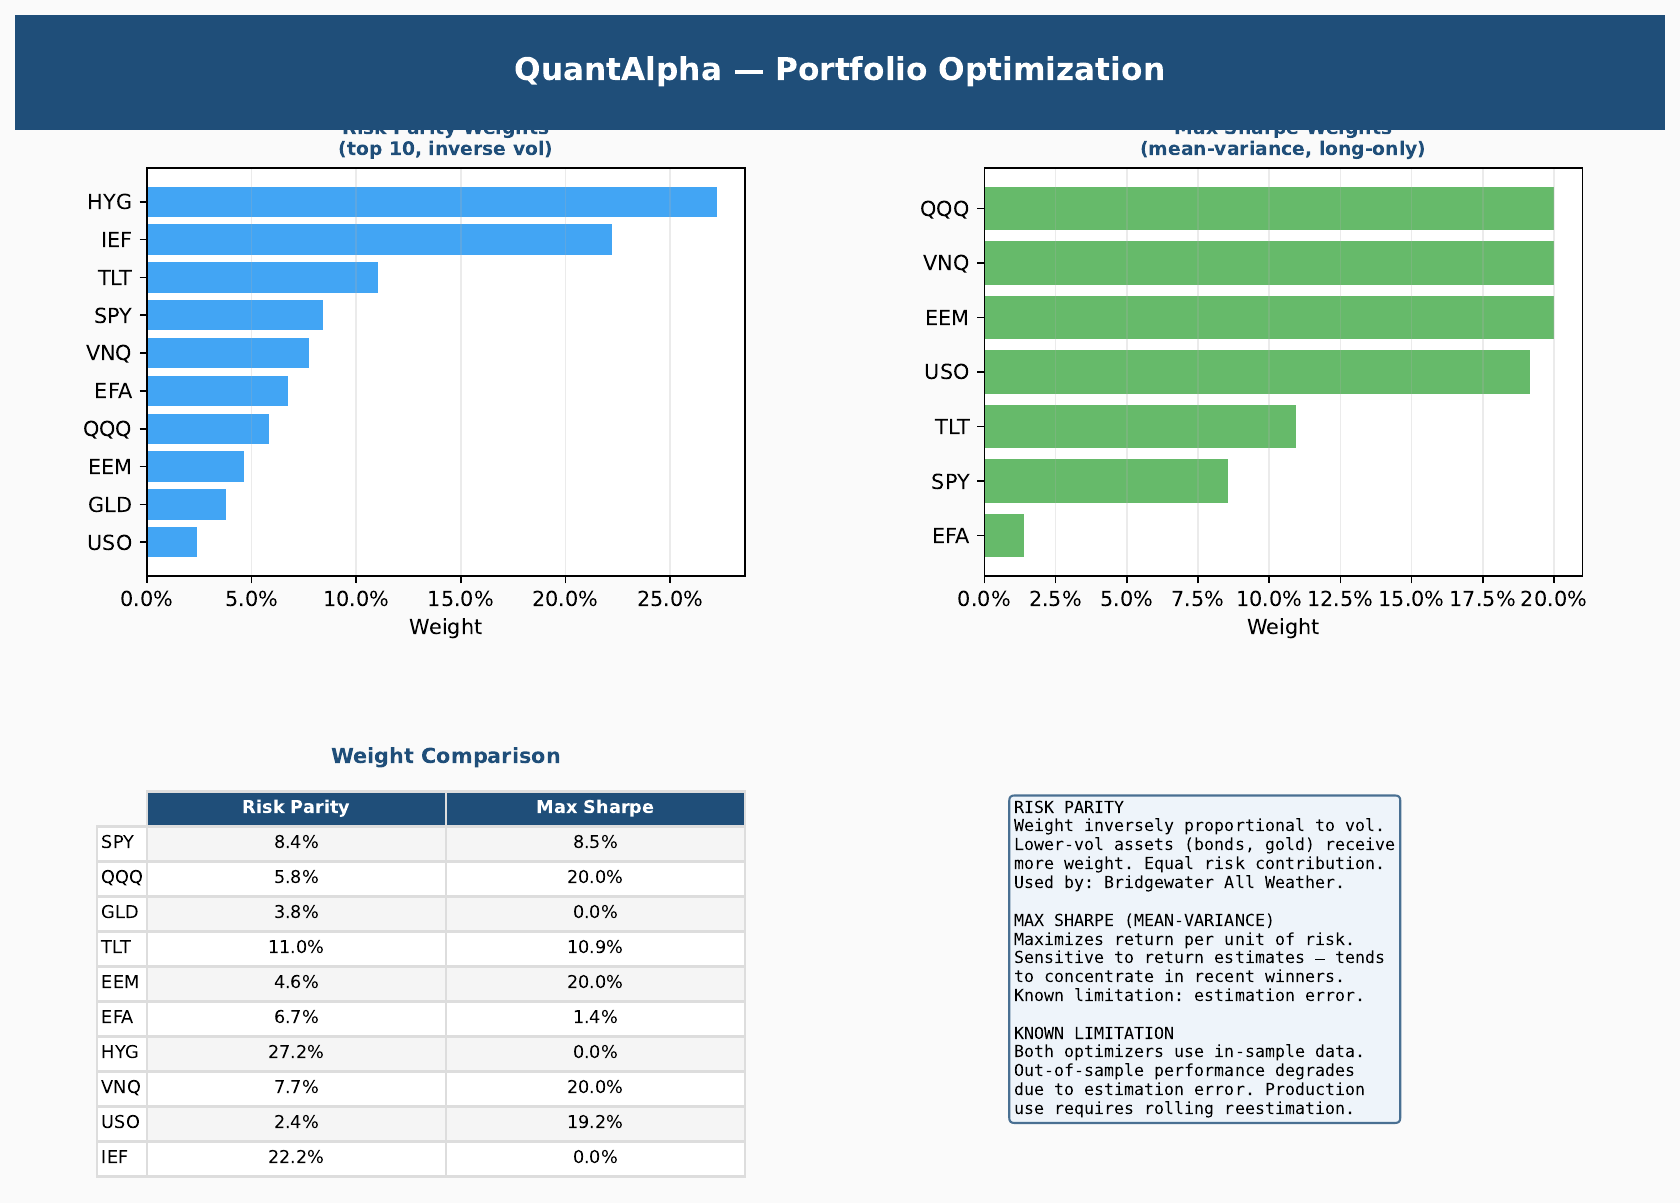 QuantAlpha — Portfolio Optimization
Risk Parity Weights
(top 10, inverse vol)
HYG
IEF
TLT
SPY
VNQ
EFA
QQQ
EEM
GLD
USO
0.0% 5.0% 10.0% 15.0% 20.0% 25.0%
Weight
Max Sharpe Weights
(mean-variance, long-only)
QQQ
VNQ
EEM
USO
TLT
SPY
EFA
0.0% 2.5% 5.0% 7.5% 10.0% 12.5% 15.0% 17.5% 20.0%
Weight
Weight Comparison
Risk Parity Max Sharpe
SPY 8.4% 8.5%
QQQ 5.8% 20.0%
GLD 3.8% 0.0%
TLT 11.0% 10.9%
EEM 4.6% 20.0%
EFA 6.7% 1.4%
HYG 27.2% 0.0%
VNQ 7.7% 20.0%
USO 2.4% 19.2%
IEF 22.2% 0.0%
RISK PARITY
Weight inversely proportional to vol.
Lower-vol assets (bonds, gold) receive
more weight. Equal risk contribution.
Used by: Bridgewater All Weather.
MAX SHARPE (MEAN-VARIANCE)
Maximizes return per unit of risk.
Sensitive to return estimates — tends
to concentrate in recent winners.
Known limitation: estimation error.
KNOWN LIMITATION
Both optimizers use in-sample data.
Out-of-sample performance degrades
due to estimation error. Production
use requires rolling reestimation.